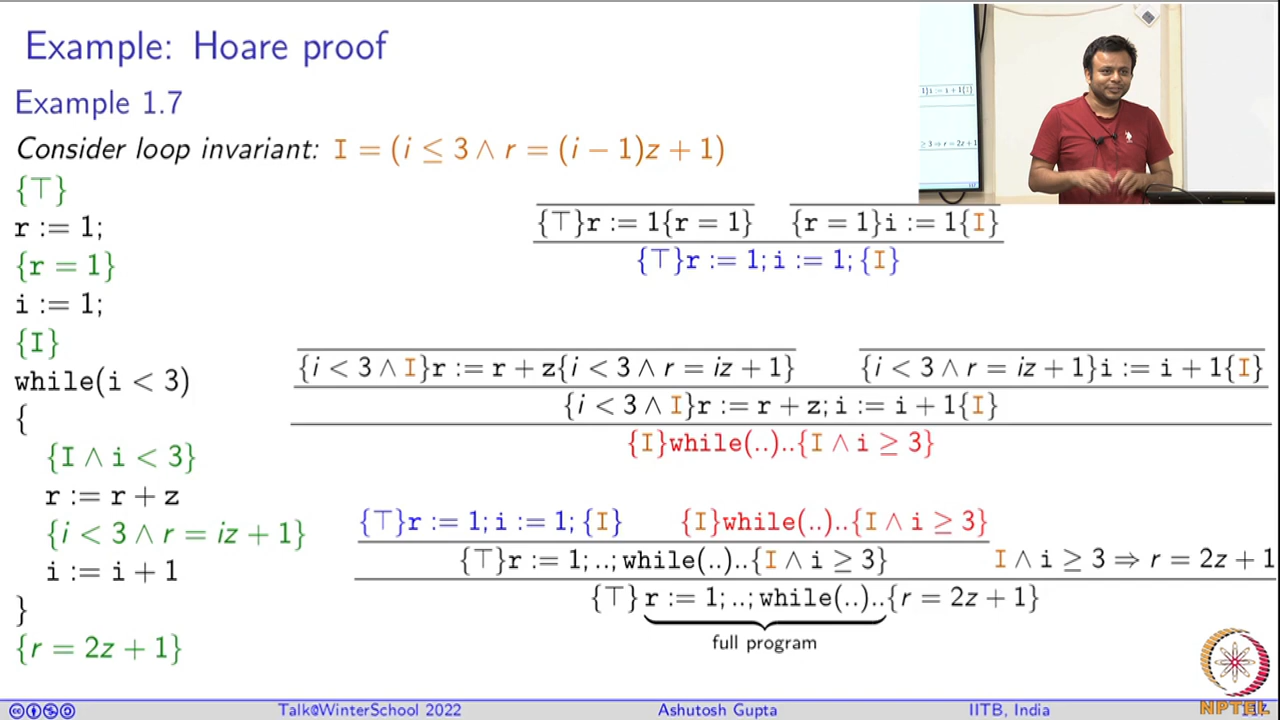 Example: Hoare proof
Example 1.7
Consider loop invariant: I = (i ≤ 3 ∧ r = (i − 1)z + 1)
{⊤}
r := 1;
{r = 1}
i := 1;
{I}
while(i < 3)
{
{I ∧ i < 3}
r := r + z
{i < 3 ∧ r = iz + 1}
i := i + 1
}
{r = 2z + 1}
{⊤}r := 1{r = 1} {r = 1}i := 1{I}
{⊤}r := 1; i := 1; {I}
{i < 3 ∧ I}r := r + z{i < 3 ∧ r = iz + 1} {i < 3 ∧ r = iz + 1}i := i + 1{I}
{i < 3 ∧ I}r := r + z; i := i + 1{I}
{I}while(..)..{I ∧ i ≥ 3}
{⊤}r := 1; i := 1; {I} {I}while(..)..{I ∧ i ≥ 3}
{⊤}r := 1; ..; while(..)..{I ∧ i ≥ 3} I ∧ i ≥ 3 ⇒ r = 2z + 1
{⊤} r := 1; ..; while(..)..{r = 2z + 1}
full program
Talk@WinterSchool 2022 Ashutosh Gupta IITB, India
NPTEL